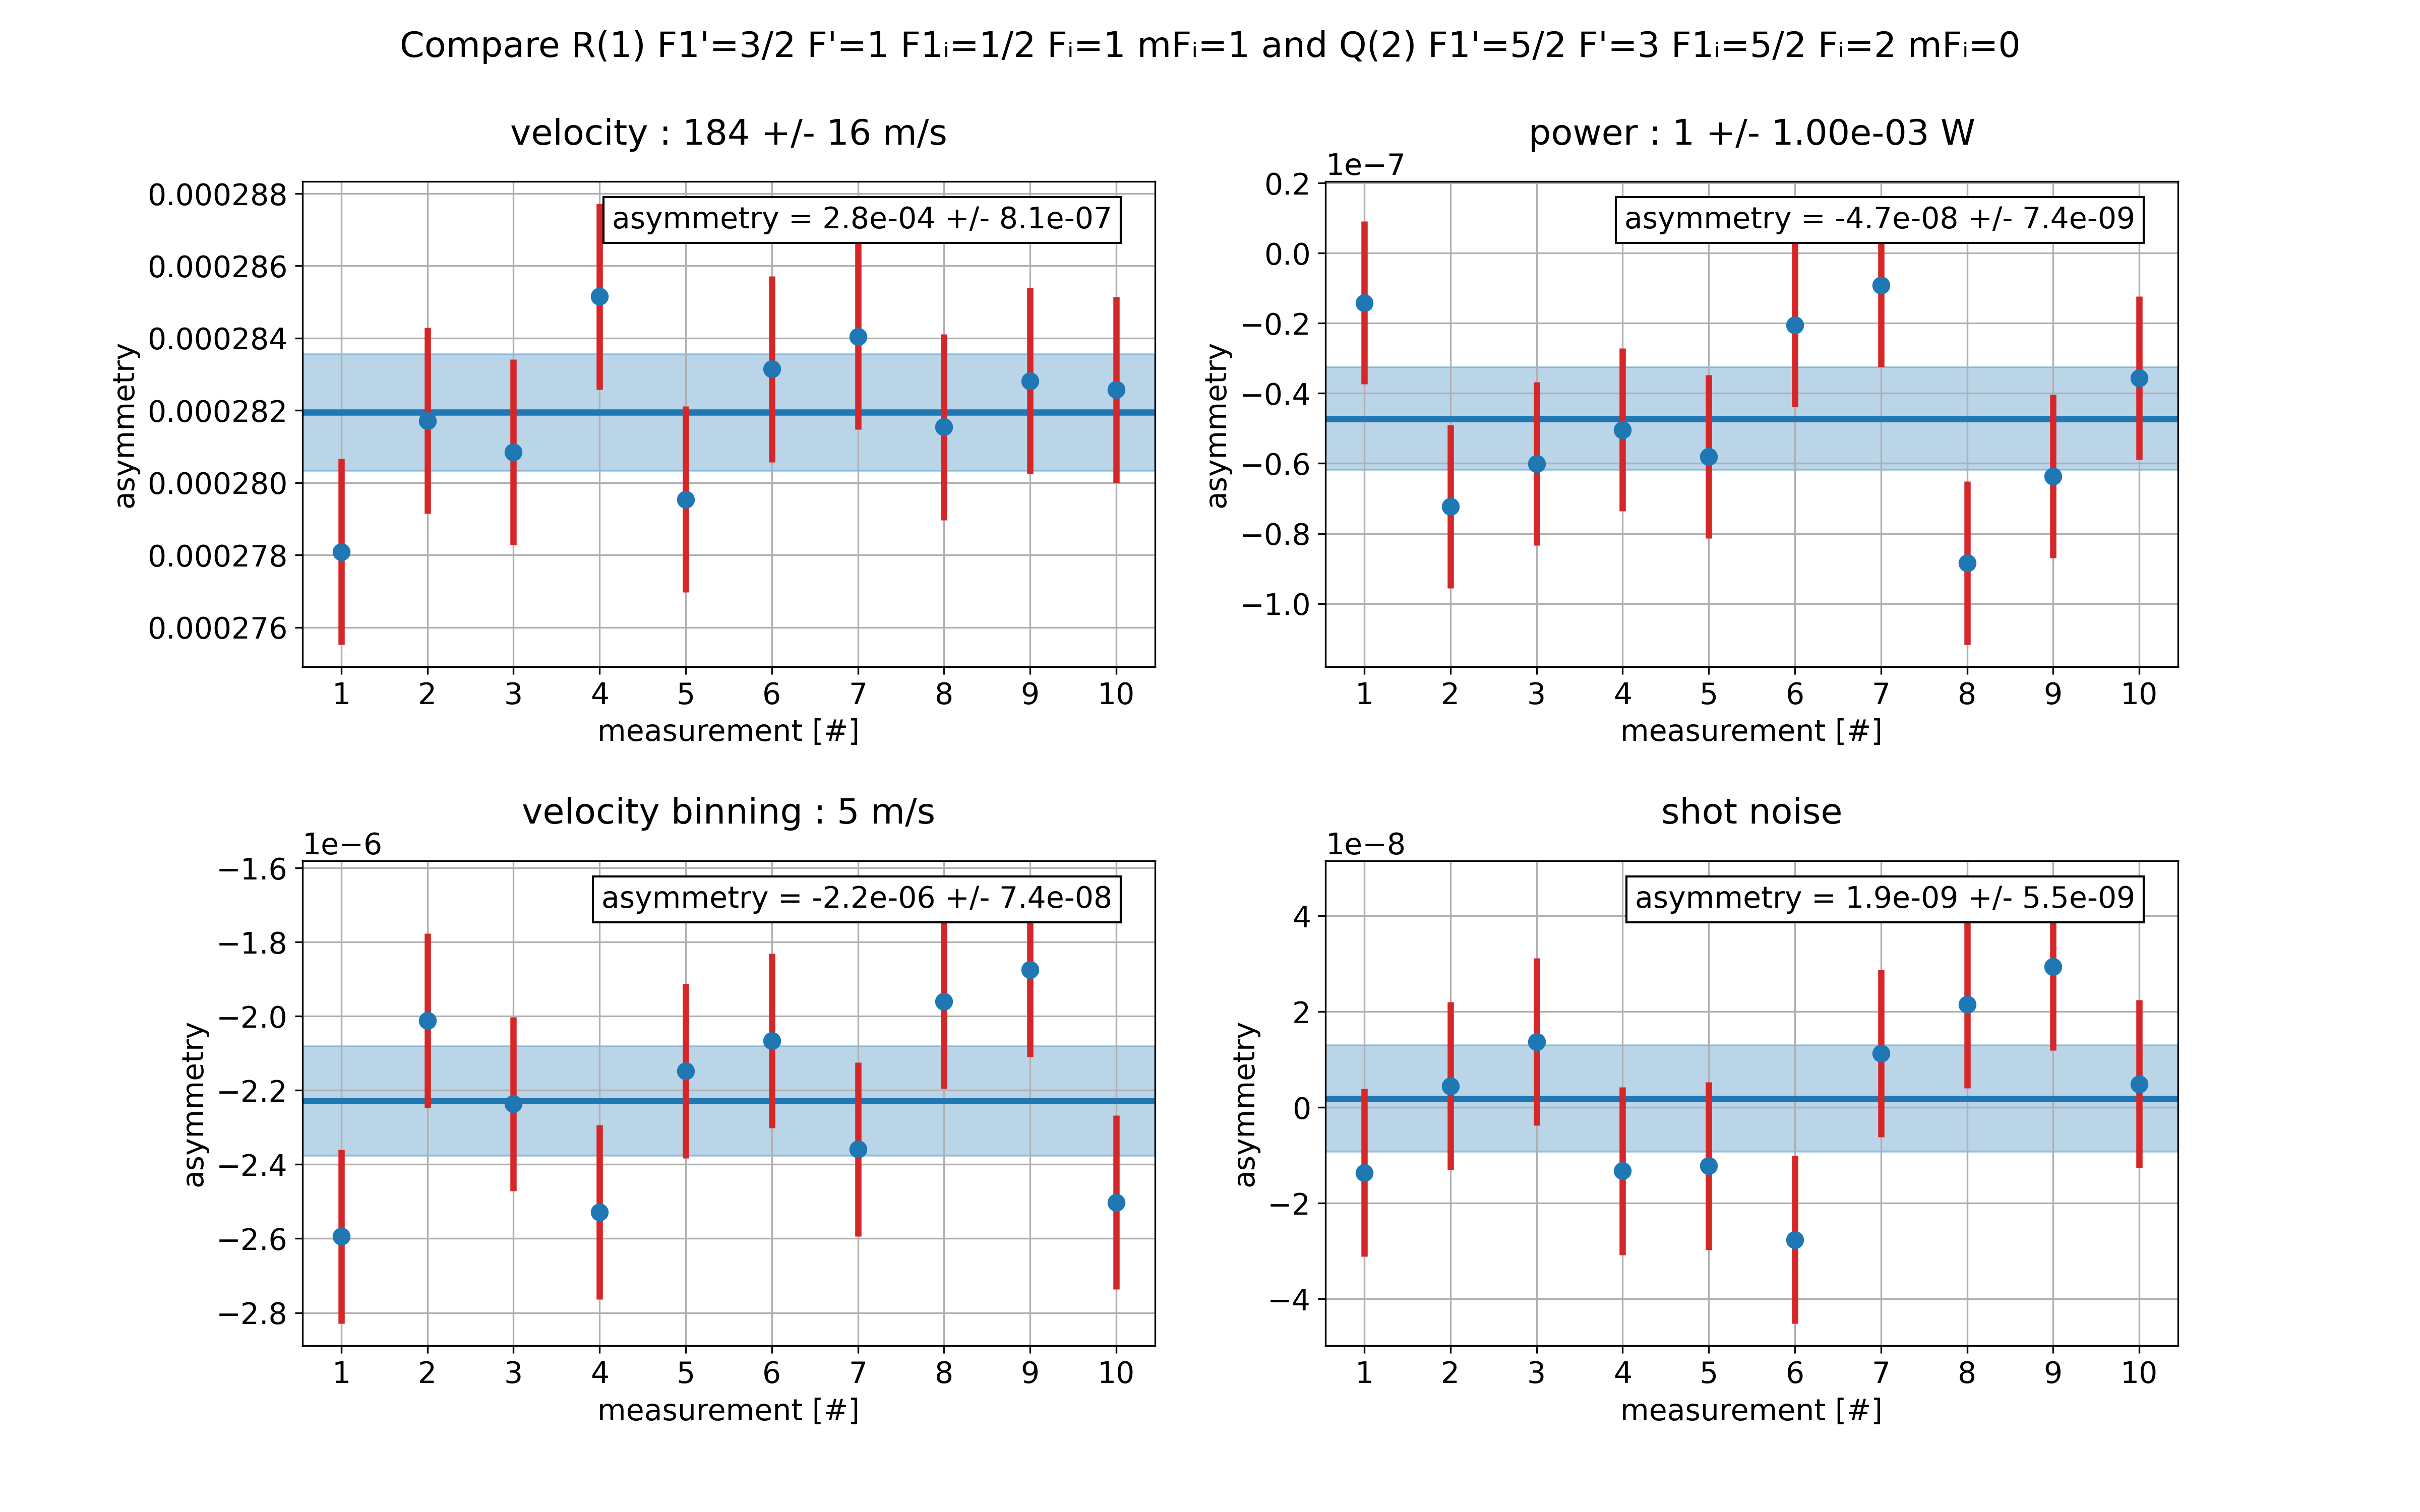 Compare R(1) F1'=3/2 F'=1 F1ᵢ=1/2 Fᵢ=1 mFᵢ=1 and Q(2) F1'=5/2 F'=3 F1ᵢ=5/2 Fᵢ=2 mFᵢ=0
velocity : 184 +/- 16 m/s
0.000288
0.000286
0.000284
0.000282
0.000280
0.000278
0.000276
asymmetry
asymmetry = 2.8e-04 +/- 8.1e-07
1 2 3 4 5 6 7 8 9 10
measurement [#]
power : 1 +/- 1.00e-03 W
1e−7
0.2
0.0
−0.2
−0.4
−0.6
−0.8
−1.0
asymmetry
asymmetry = -4.7e-08 +/- 7.4e-09
1 2 3 4 5 6 7 8 9 10
measurement [#]
velocity binning : 5 m/s
1e−6
−1.6
−1.8
−2.0
−2.2
−2.4
−2.6
−2.8
asymmetry
asymmetry = -2.2e-06 +/- 7.4e-08
1 2 3 4 5 6 7 8 9 10
measurement [#]
shot noise
1e−8
4
2
0
−2
−4
asymmetry
asymmetry = 1.9e-09 +/- 5.5e-09
1 2 3 4 5 6 7 8 9 10
measurement [#]